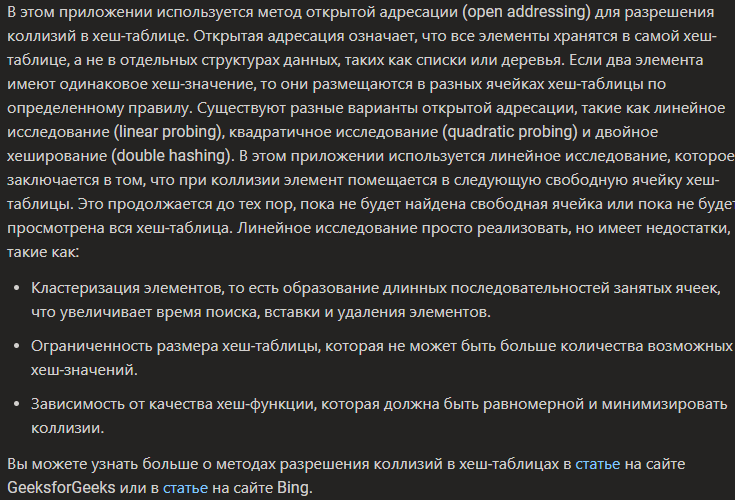 В этом приложении используется метод открытой адресации (open addressing) для разрешения
коллизий в хеш-таблице. Открытая адресация означает, что все элементы хранятся в самой хеш-
таблице, а не в отдельных структурах данных, таких как списки или деревья. Если два элемента
имеют одинаковое хеш-значение, то они размещаются в разных ячейках хеш-таблицы по
определенному правилу. Существуют разные варианты открытой адресации, такие как линейное
исследование (linear probing), квадратичное исследование (quadratic probing) и двойное
хеширование (double hashing). В этом приложении используется линейное исследование, которое
заключается в том, что при коллизии элемент помещается в следующую свободную ячейку хеш-
таблицы. Это продолжается до тех пор, пока не будет найдена свободная ячейка или пока не будет
просмотрена вся хеш-таблица. Линейное исследование просто реализовать, но имеет недостатки,
такие как:
• Кластеризация элементов, то есть образование длинных последовательностей занятых ячеек,
что увеличивает время поиска, вставки и удаления элементов.
• Ограниченность размера хеш-таблицы, которая не может быть больше количества возможных
хеш-значений.
• Зависимость от качества хеш-функции, которая должна быть равномерной и минимизировать
коллизии.
Вы можете узнать больше о методах разрешения коллизий в хеш-таблицах в статье на сайте
GeeksforGeeks или в статье на сайте Bing.